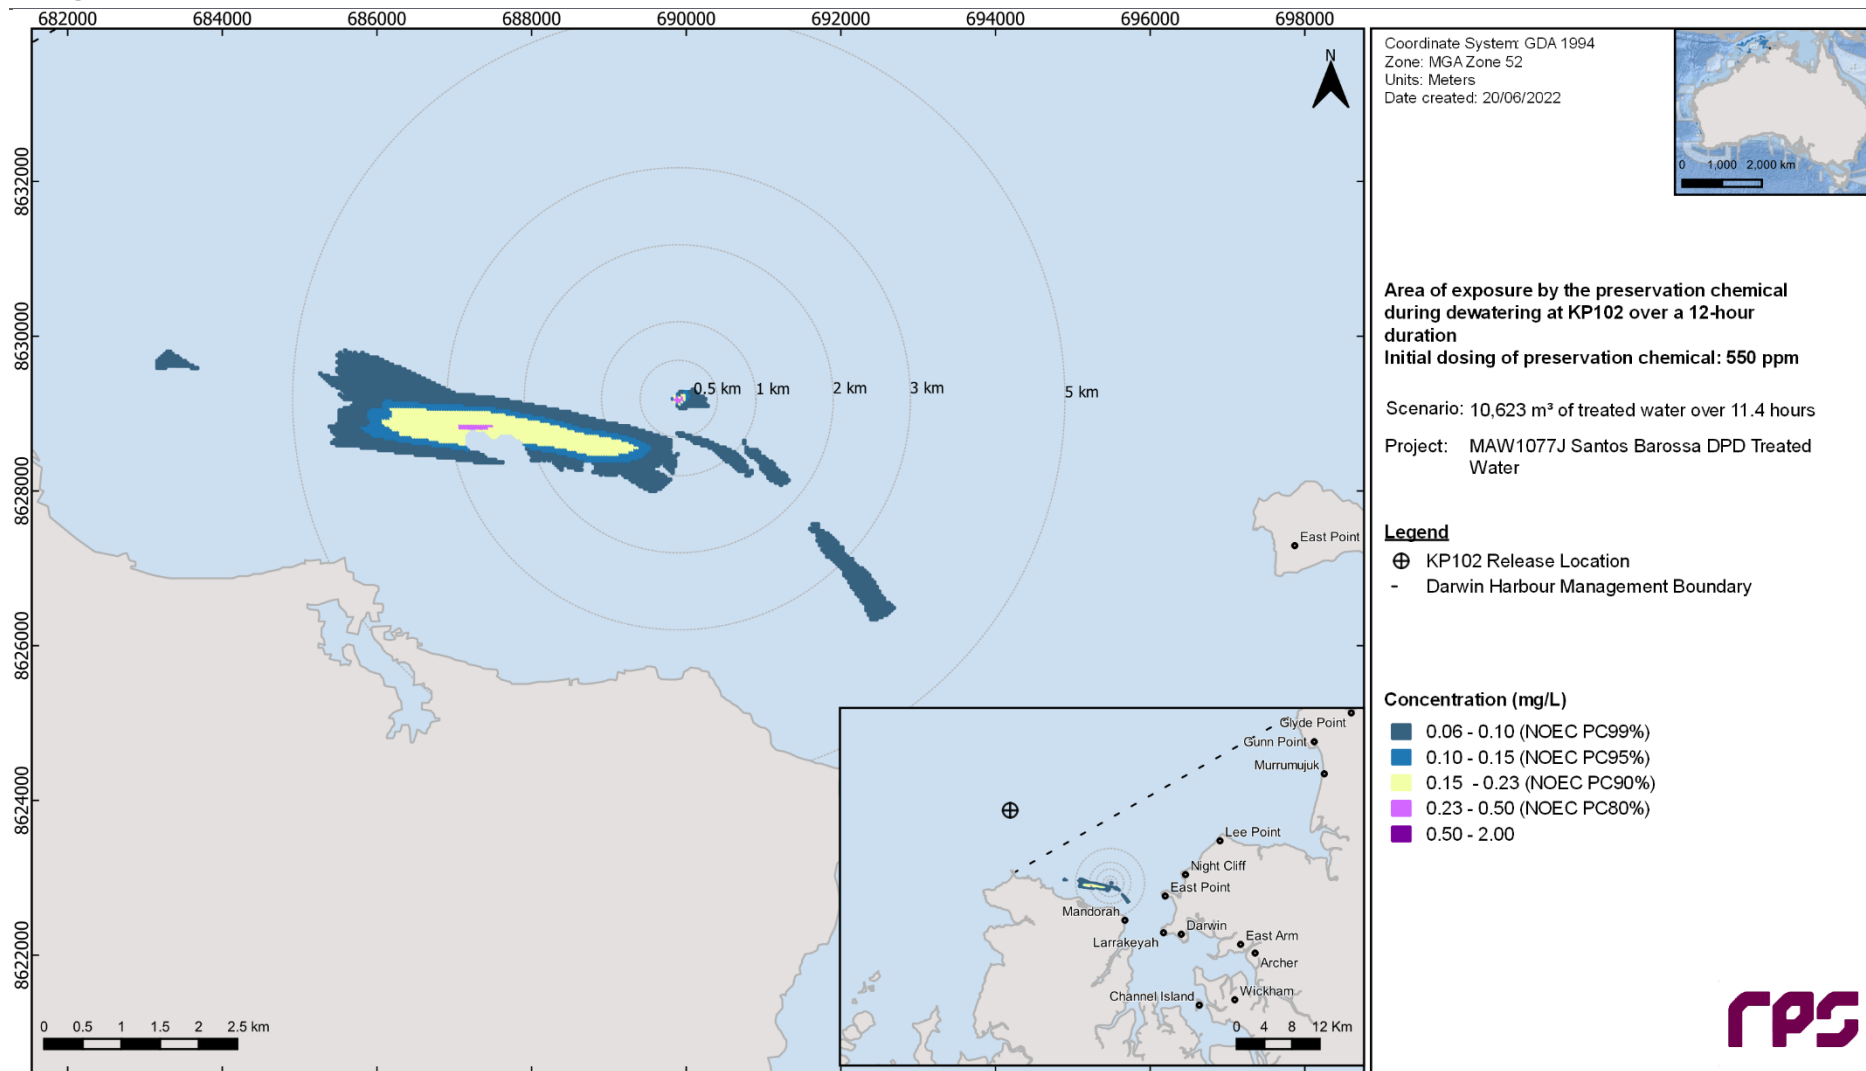 682000 684000 686000 688000 690000 692000 694000 696000 698000
8632000
8630000
8628000
8626000
8624000
8622000
N
0.5 km 1 km 2 km 3 km 5 km
East Point
0 0.5 1 1.5 2 2.5 km
Glyde Point
Gunn Point
Murrumujuk
Lee Point
Night Cliff
East Point
Mandorah
Darwin
Larrakeyah
East Arm
Archer
Wickham
Channel Island
0 4 8 12 Km
Coordinate System: GDA 1994
Zone: MGA Zone 52
Units: Meters
Date created: 20/06/2022
0 1,000 2,000 km
Area of exposure by the preservation chemical
during dewatering at KP102 over a 12-hour
duration
Initial dosing of preservation chemical: 550 ppm
Scenario: 10,623 m³ of treated water over 11.4 hours
Project: MAW1077J Santos Barossa DPD Treated
Water
Legend
KP102 Release Location
Darwin Harbour Management Boundary
Concentration (mg/L)
0.06 - 0.10 (NOEC PC99%)
0.10 - 0.15 (NOEC PC95%)
0.15 - 0.23 (NOEC PC90%)
0.23 - 0.50 (NOEC PC80%)
0.50 - 2.00
rps